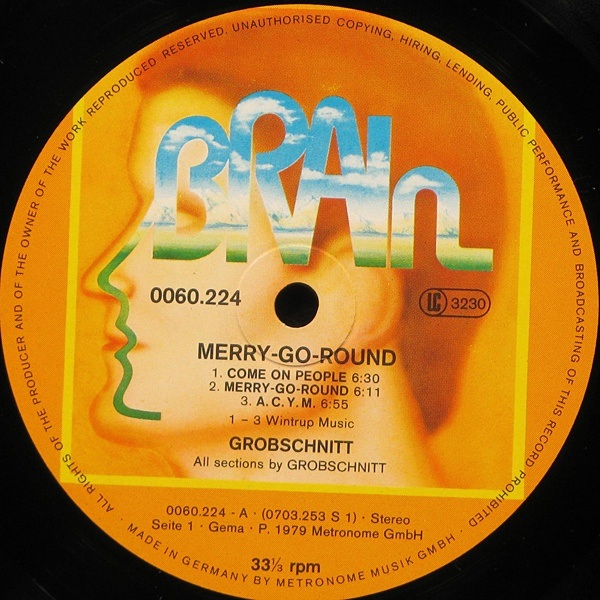 ALL RIGHTS OF THE PRODUCER AND OF THE OWNER OF THE WORK REPRODUCED RESERVED. UNAUTHORISED COPYING, HIRING, LENDING, PUBLIC PERFORMANCE AND BROADCASTING OF THIS RECORD PROHIBITED
BRAIN
0060.224
LC 3230
MERRY-GO-ROUND
1. COME ON PEOPLE 6:30
2. MERRY-GO-ROUND 6:11
3. A.C.Y.M. 6:55
1 – 3 Wintrup Music
GROBSCHNITT
All sections by GROBSCHNITT
0060.224 - A · (0703.253 S 1) · Stereo
Seite 1 · Gema · P. 1979 Metronome GmbH
33⅓ rpm
· MADE IN GERMANY BY METRONOME MUSIK GMBH ·